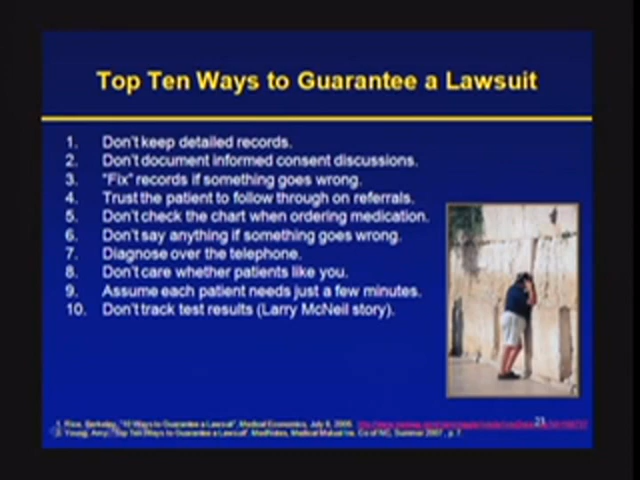 Top Ten Ways to Guarantee a Lawsuit
1. Don't keep detailed records.
2. Don't document informed consent discussions.
3. "Fix" records if something goes wrong.
4. Trust the patient to follow through on referrals.
5. Don't check the chart when ordering medication.
6. Don't say anything if something goes wrong.
7. Diagnose over the telephone.
8. Don't care whether patients like you.
9. Assume each patient needs just a few minutes.
10. Don't track test results (Larry McNeil story).
1. Rice, Berkeley, "10 Ways to Guarantee a Lawsuit", Medical Economics, July 8, 2005.
23
2. Young, Amy, "Top Ten Ways to Guarantee a Lawsuit", MedNotes, Medical Mutual Ins. Co of NC, Summer 2007, p. 7.